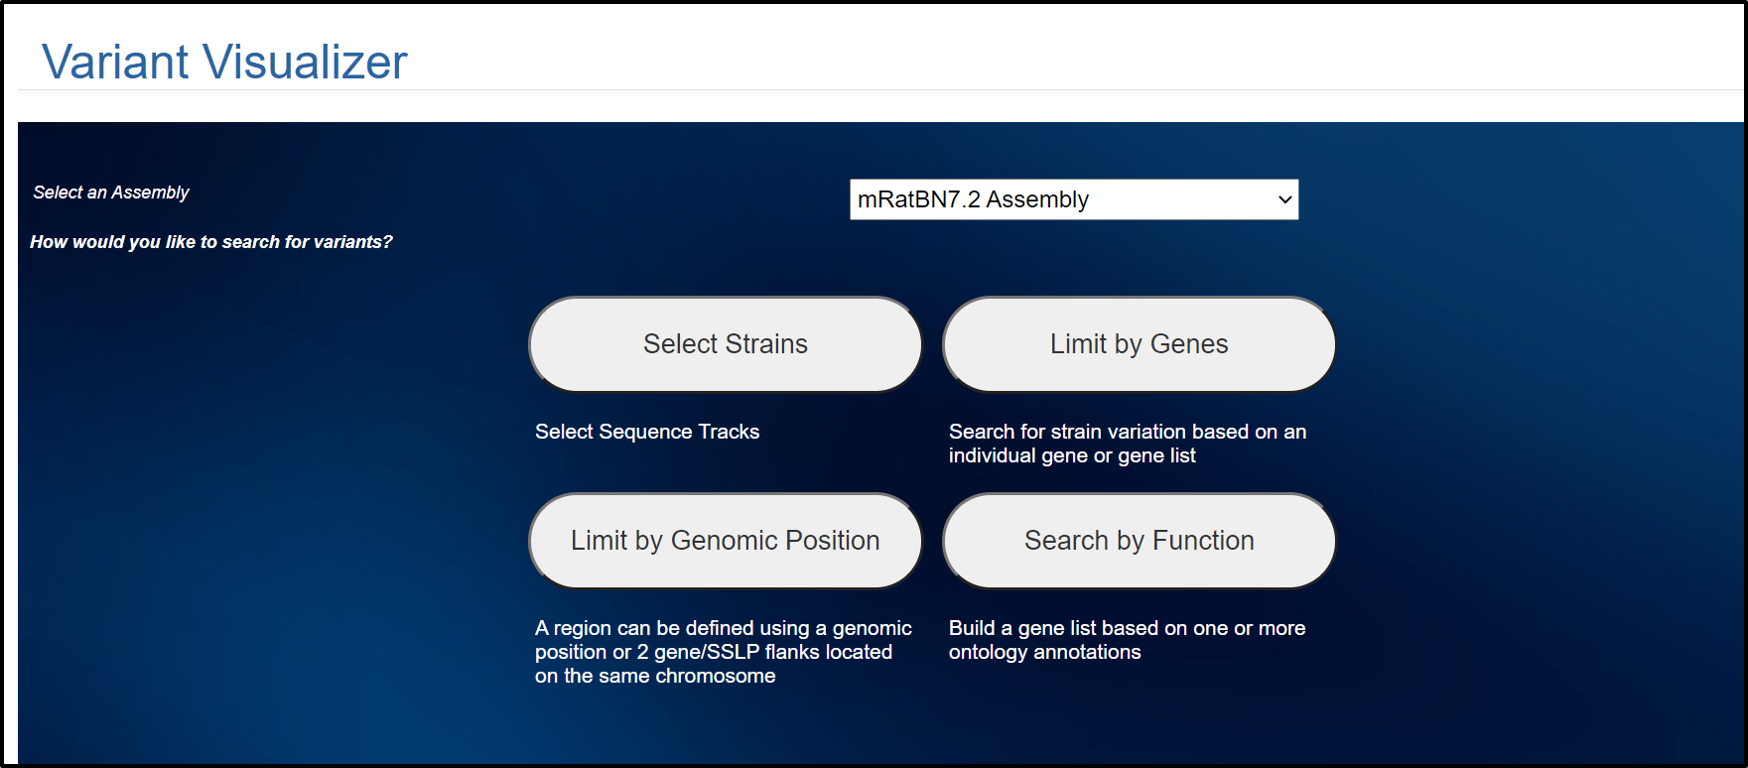 Variant Visualizer
Select an Assembly
mRatBN7.2 Assembly
How would you like to search for variants?
Select Strains
Limit by Genes
Select Sequence Tracks
Search for strain variation based on an
individual gene or gene list
Limit by Genomic Position
Search by Function
A region can be defined using a genomic
position or 2 gene/SSLP flanks located
on the same chromosome
Build a gene list based on one or more
ontology annotations